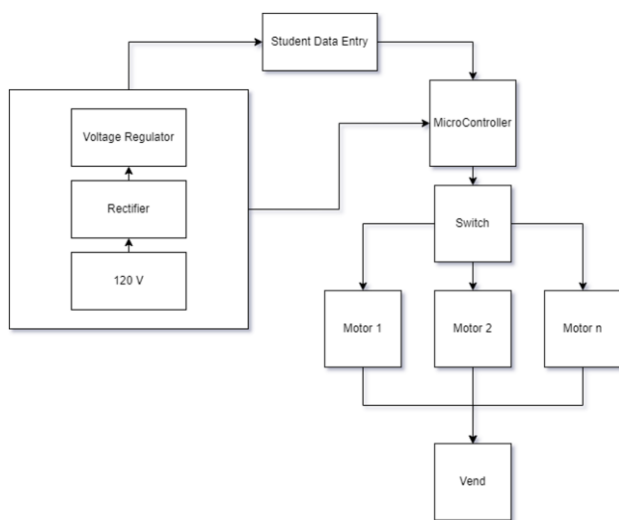 Student Data Entry
Voltage Regulator
MicroController
Rectifier
Switch
120 V
Motor 1
Motor 2
Motor n
Vend